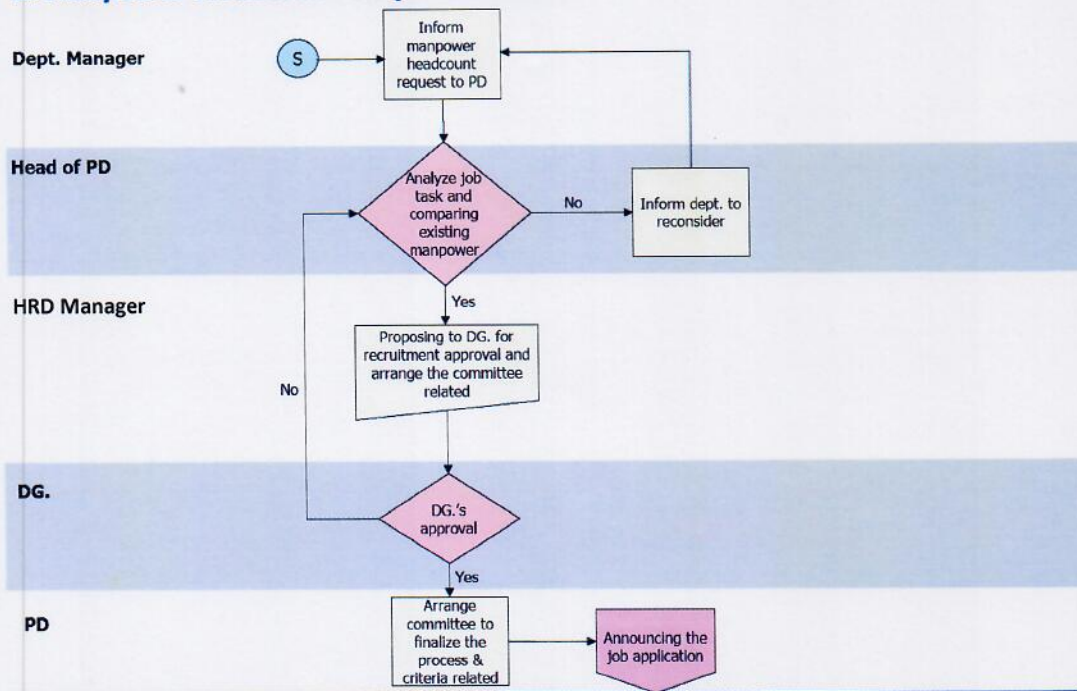 Dept. Manager
S
Inform
manpower
headcount
request to PD
Head of PD
Analyze job
task and
comparing
existing
manpower
No
Inform dept. to
reconsider
Yes
HRD Manager
Proposing to DG. for
recruitment approval and
arrange the committee
related
No
DG.
DG.'s
approval
Yes
PD
Arrange
committee to
finalize the
process &
criteria related
Announcing the
job application